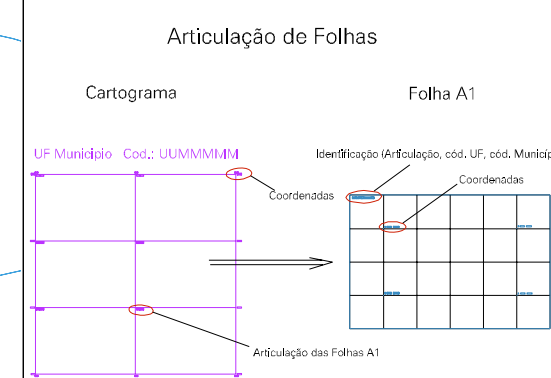 Articulação de Folhas
Cartograma
Folha A1
UF Municipio Cod.: UUMMMMM
Identificação (Articulação, cód. UF, cód. Municíp
Coordenadas
Coordenadas
Articulação das Folhas A1